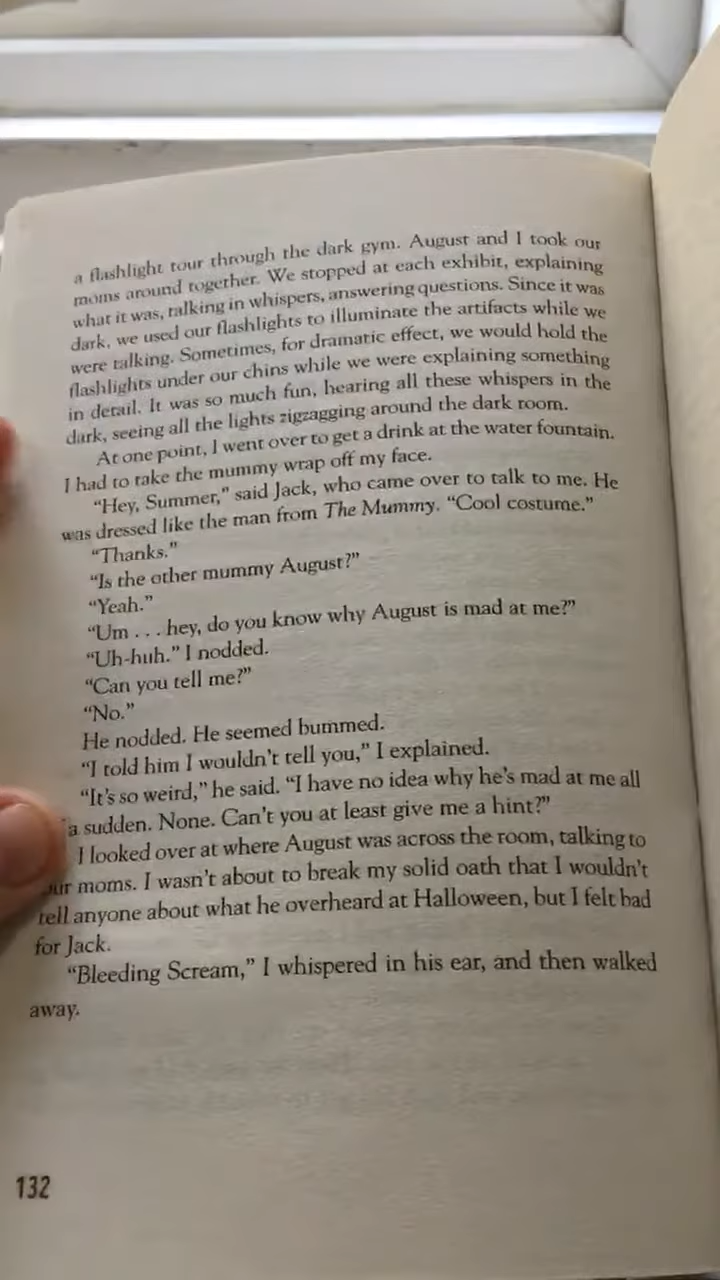 a flashlight tour through the dark gym. August and I took our
moms around together. We stopped at each exhibit, explaining
what it was, talking in whispers, answering questions. Since it was
dark, we used our flashlights to illuminate the artifacts while we
were talking. Sometimes, for dramatic effect, we would hold the
flashlights under our chins while we were explaining something
in detail. It was so much fun, hearing all these whispers in the
dark, seeing all the lights zigzagging around the dark room.
At one point, I went over to get a drink at the water fountain.
I had to take the mummy wrap off my face.
“Hey, Summer,” said Jack, who came over to talk to me. He
was dressed like the man from The Mummy. “Cool costume.”
“Thanks.”
“Is the other mummy August?”
“Yeah.”
“Um . . . hey, do you know why August is mad at me?”
“Uh-huh.” I nodded.
“Can you tell me?”
“No.”
He nodded. He seemed bummed.
“I told him I wouldn’t tell you,” I explained.
“It’s so weird,” he said. “I have no idea why he’s mad at me all
a sudden. None. Can’t you at least give me a hint?”
I looked over at where August was across the room, talking to
our moms. I wasn’t about to break my solid oath that I wouldn’t
tell anyone about what he overheard at Halloween, but I felt bad
for Jack.
“Bleeding Scream,” I whispered in his ear, and then walked
away.
132